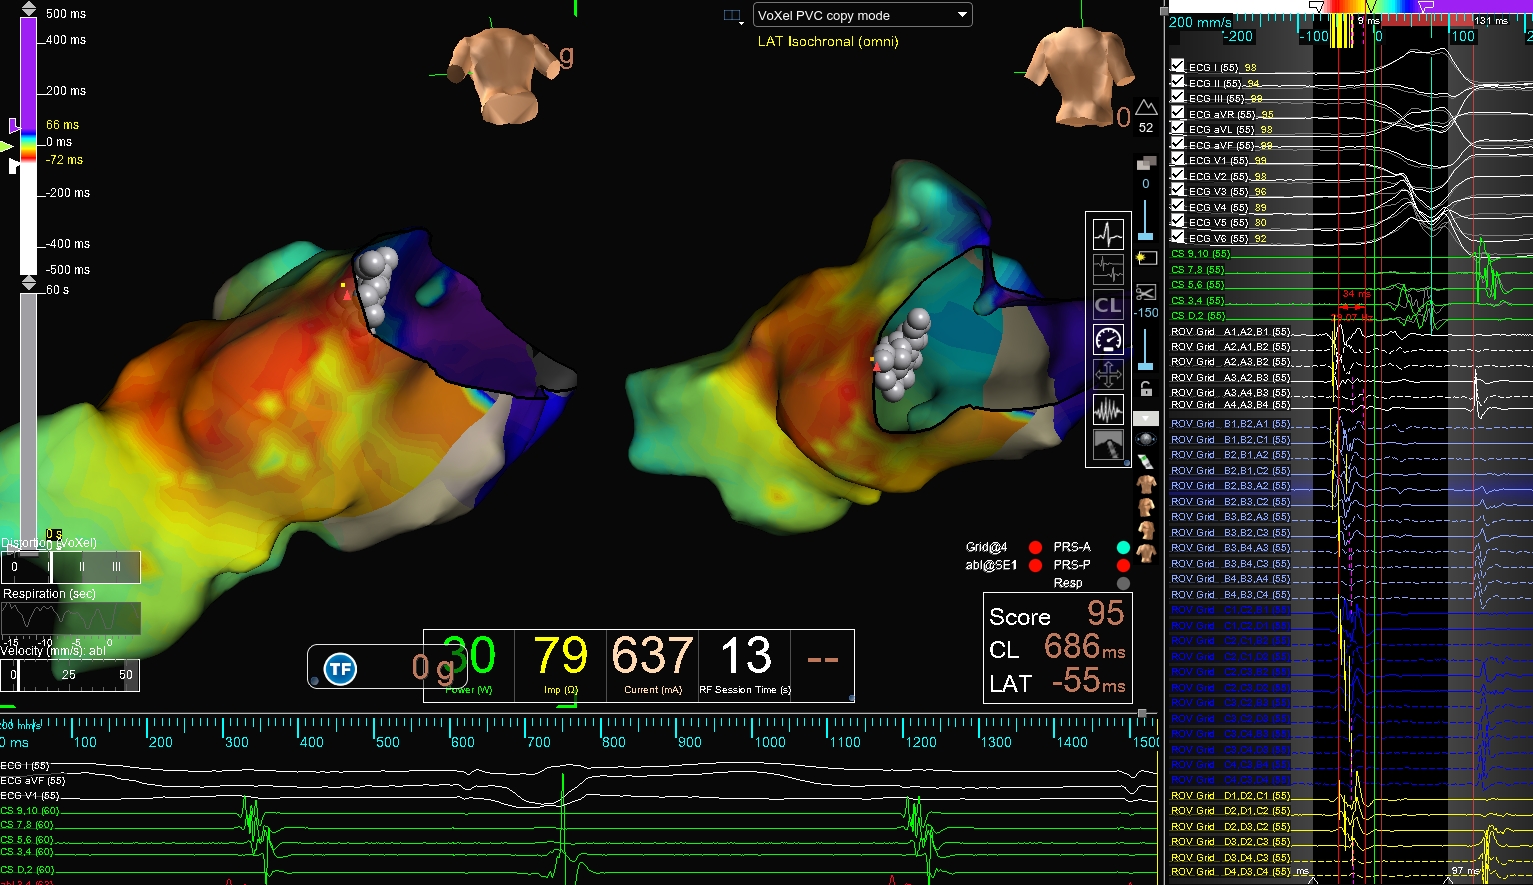 500 ms
400 ms
200 ms
66 ms
0 ms
-72 ms
-200 ms
-400 ms
-500 ms
60 s
0 s
Distortion (VoXel)
0 I II III
Respiration (sec)
-15 -10 -5 0
Velocity (mm/s): abl
0 25 50
g
VoXel PVC copy mode
LAT Isochronal (omni)
0
52
0
-150
CL
Grid@4 PRS-A
abl@SE1 PRS-P
Resp
Score 95
CL 686 ms
LAT -55 ms
TF 0 g
30 79 637 13 --
Power (W) Imp (Ω) Current (mA) RF Session Time (s)
200 mm/s
9 ms 131 ms
-200 -100 0 100
ECG I (55) 98
ECG II (55) 94
ECG III (55) 99
ECG aVR (55) 95
ECG aVL (55) 98
ECG aVF (55) 99
ECG V1 (55) 99
ECG V2 (55) 98
ECG V3 (55) 96
ECG V4 (55) 89
ECG V5 (55) 80
ECG V6 (55) 92
CS 9,10 (55)
CS 7,8 (55)
CS 5,6 (55)
CS 3,4 (55)
CS D,2 (55)
34 ms
ROV Grid A1,A2,B1 (55)
ROV Grid A2,A1,B2 (55)
ROV Grid A2,A3,B2 (55)
ROV Grid A3,A2,B3 (55)
ROV Grid A3,A4,B3 (55)
ROV Grid A4,A3,B4 (55)
ROV Grid B1,B2,A1 (55)
ROV Grid B1,B2,C1 (55)
ROV Grid B2,B1,A2 (55)
ROV Grid B2,B1,C2 (55)
ROV Grid B2,B3,A2 (55)
ROV Grid B2,B3,C2 (55)
ROV Grid B3,B2,A3 (55)
ROV Grid B3,B2,C3 (55)
ROV Grid B3,B4,A3 (55)
ROV Grid B3,B4,C3 (55)
ROV Grid B4,B3,A4 (55)
ROV Grid B4,B3,C4 (55)
ROV Grid D1,D2,C1 (55)
ROV Grid D2,D1,C2 (55)
ROV Grid D2,D3,C2 (55)
ROV Grid D3,D2,C3 (55)
ROV Grid D3,D4,C3 (55)
ROV Grid D4,D3,C4 (55)
ms 97 ms
200 mm/s
0 ms 100 200 300 400 500 600 700 800 900 1000 1100 1200 1300 1400 1500
ECG I (55)
ECG aVF (55)
ECG V1 (55)
CS 9,10 (60)
CS 7,8 (60)
CS 5,6 (60)
CS 3,4 (60)
CS D,2 (60)